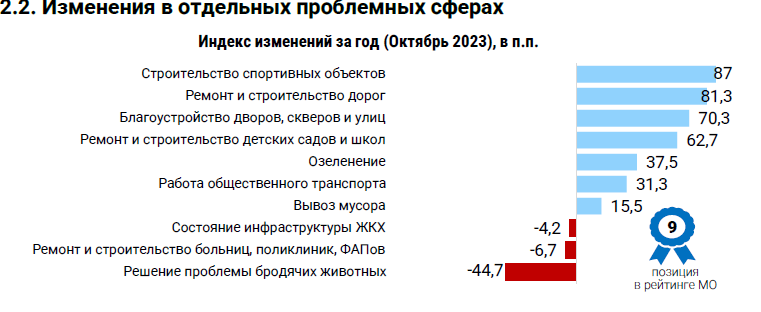 2.2. Изменения в отдельных проблемных сферах
Индекс изменений за год (Октябрь 2023), в п.п.
Строительство спортивных объектов 87
Ремонт и строительство дорог 81,3
Благоустройство дворов, скверов и улиц 70,3
Ремонт и строительство детских садов и школ 62,7
Озеленение 37,5
Работа общественного транспорта 31,3
Вывоз мусора 15,5
Состояние инфраструктуры ЖКХ -4,2
Ремонт и строительство больниц, поликлиник, ФАПов -6,7
Решение проблемы бродячих животных -44,7
9
позиция
в рейтинге МО